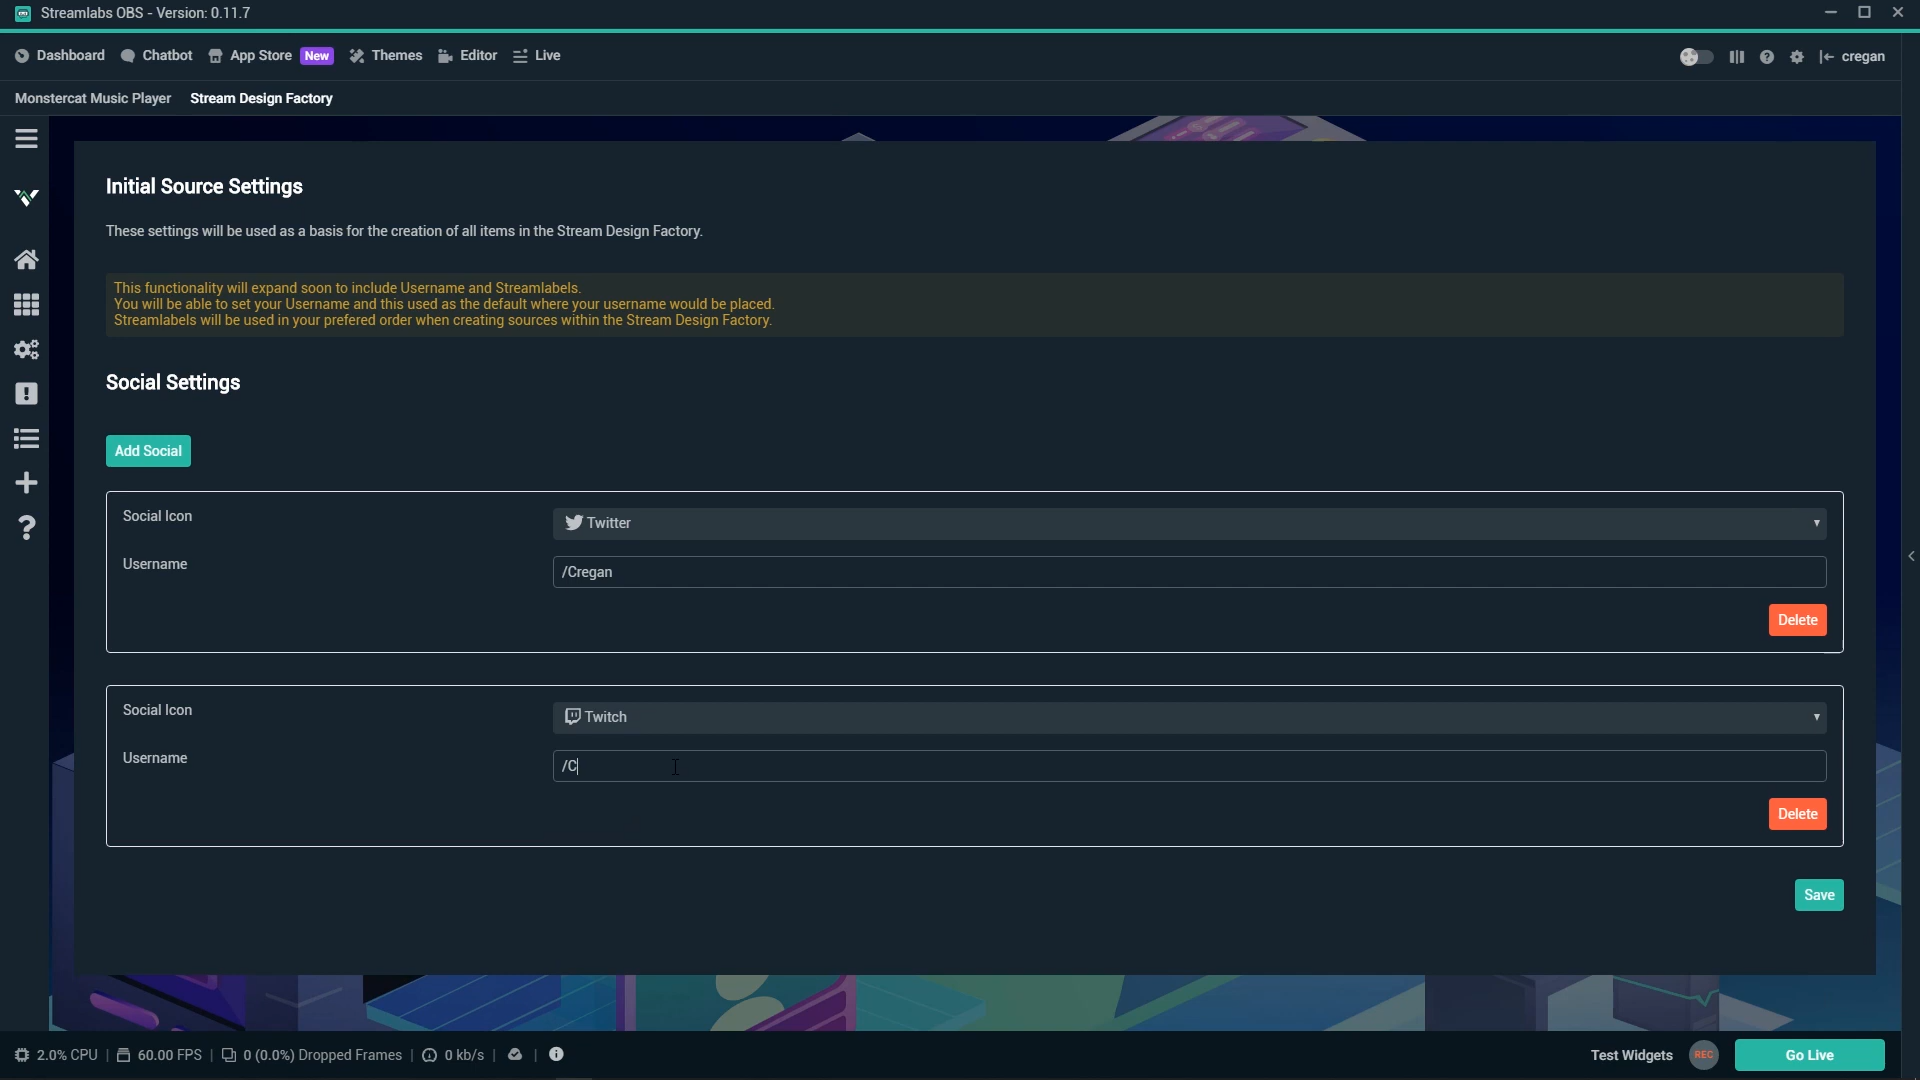 Streamlabs OBS - Version: 0.11.7
Dashboard Chatbot App Store New Themes Editor Live cregan
Monstercat Music Player Stream Design Factory
Initial Source Settings
These settings will be used as a basis for the creation of all items in the Stream Design Factory.
This functionality will expand soon to include Username and Streamlabels.
You will be able to set your Username and this used as the default where your username would be placed.
Streamlabels will be used in your prefered order when creating sources within the Stream Design Factory.
Social Settings
Add Social
Social Icon Twitter
Username /Cregan
Delete
Social Icon Twitch
Username /C
Delete
Save
2.0% CPU | 60.00 FPS | 0 (0.0%) Dropped Frames | 0 kb/s | | Test Widgets REC Go Live